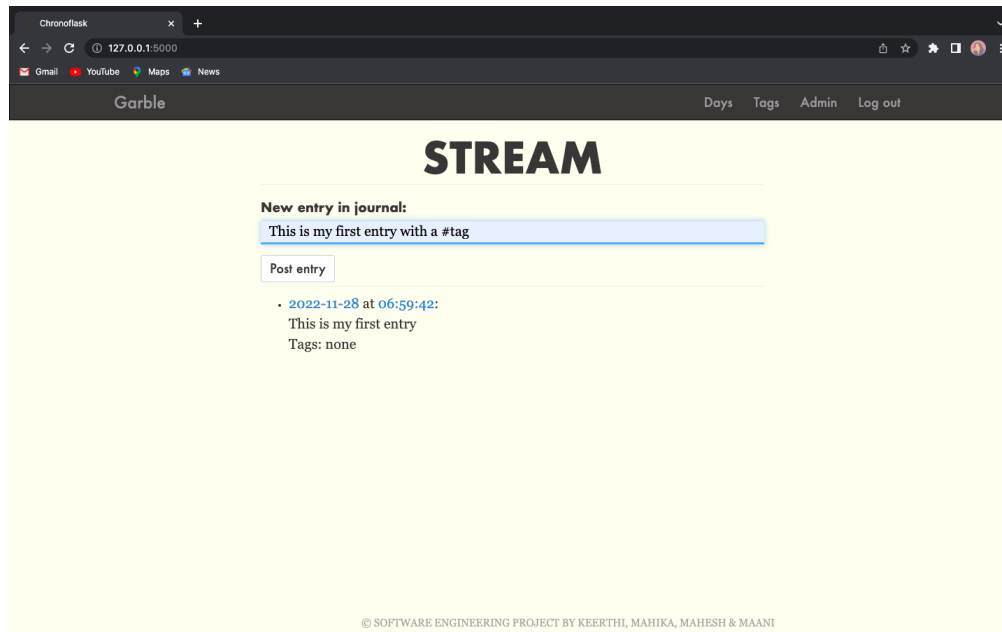 Chronoflask
127.0.0.1:5000
Gmail YouTube Maps News
Garble Days Tags Admin Log out
STREAM
New entry in journal:
This is my first entry with a #tag
Post entry
2022-11-28 at 06:59:42:
This is my first entry
Tags: none
© SOFTWARE ENGINEERING PROJECT BY KEERTHI, MAHIKA, MAHESH & MAANI